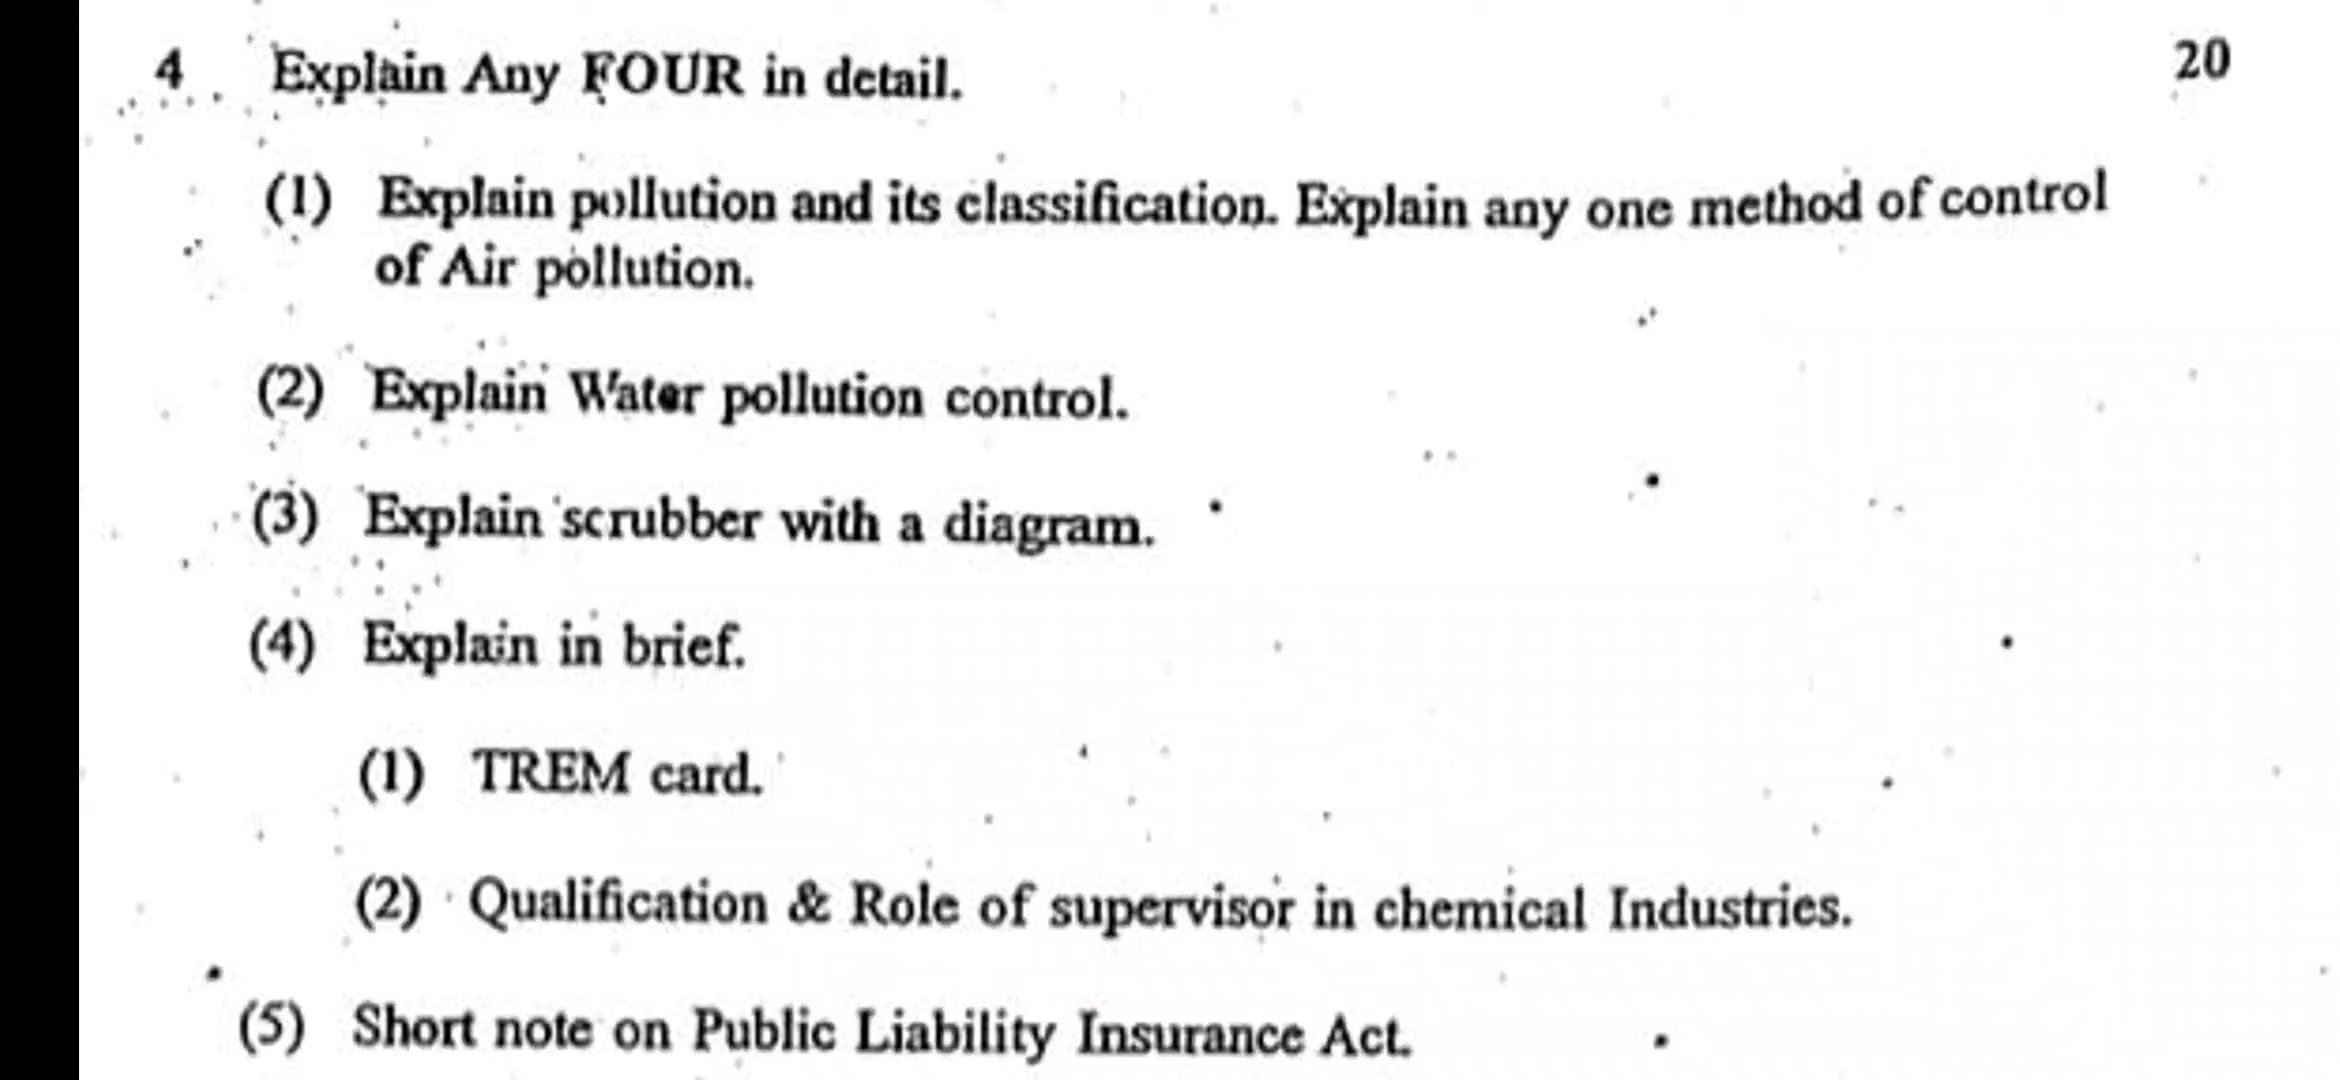 4. Explain Any FOUR in detail. 20
(1) Explain pollution and its classification. Explain any one method of control
of Air pollution.
(2) Explain Water pollution control.
(3) Explain scrubber with a diagram.
(4) Explain in brief.
(1) TREM card.
(2) Qualification & Role of supervisor in chemical Industries.
(5) Short note on Public Liability Insurance Act.